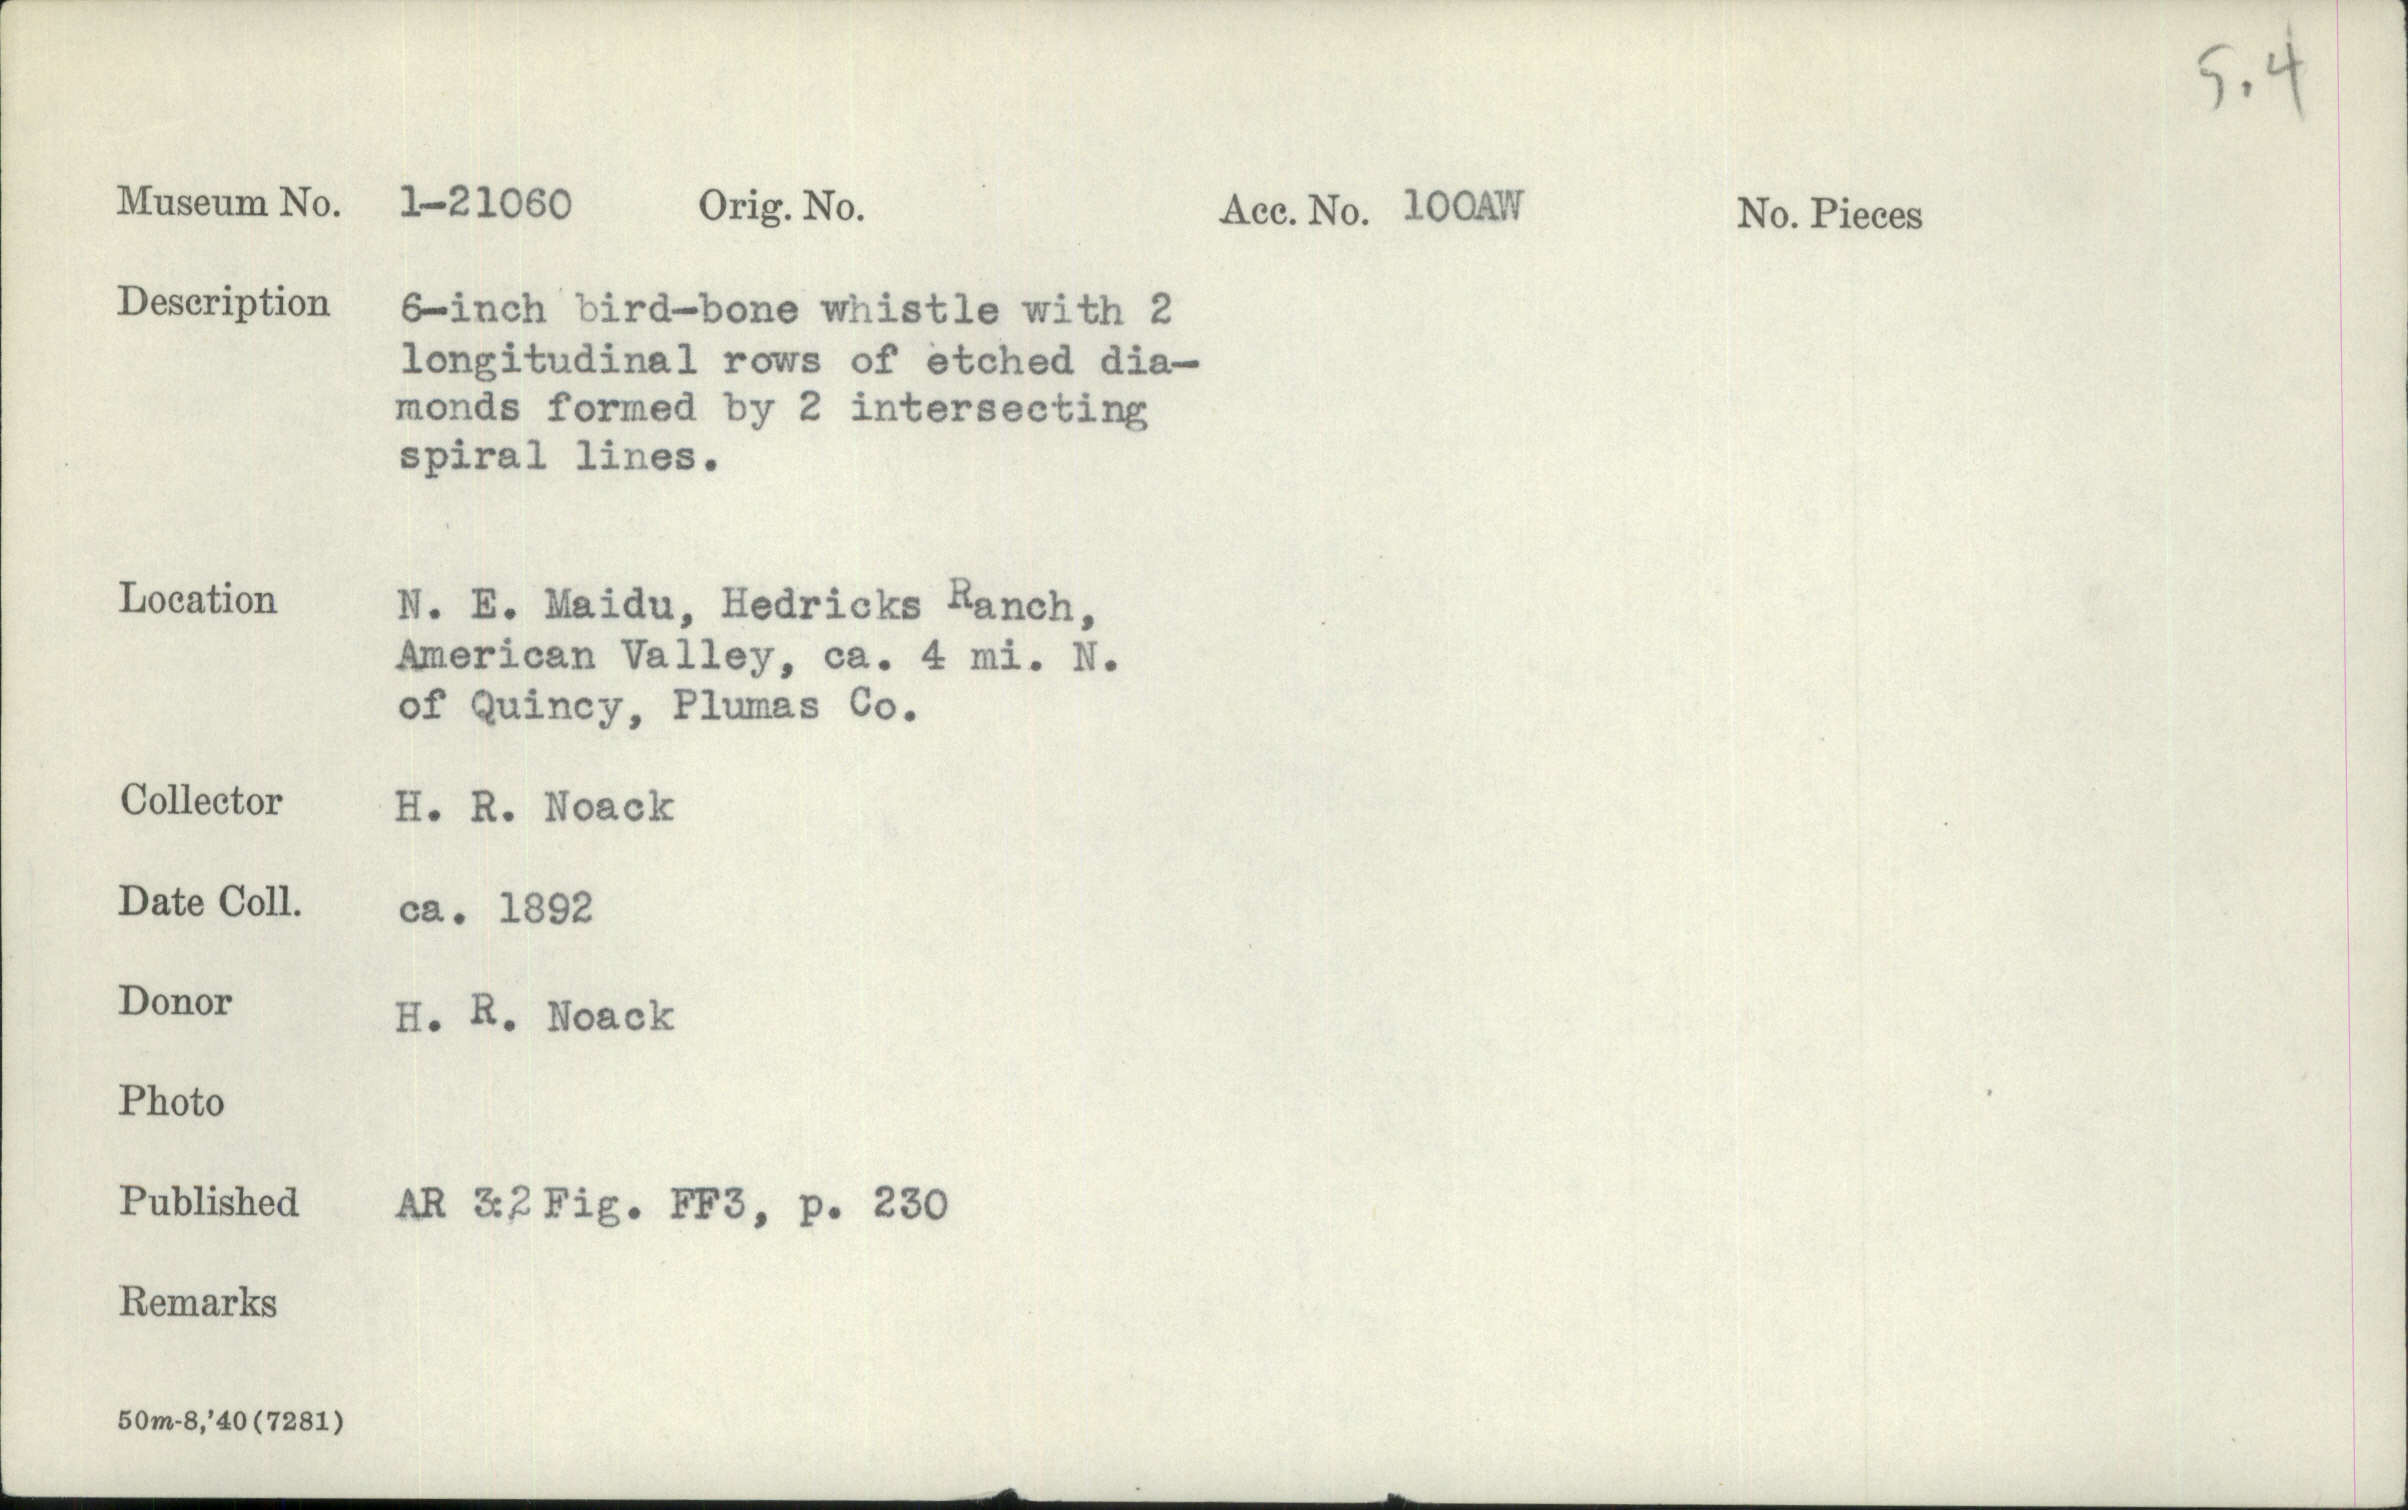 5.4
Museum No. 1-21060 Orig. No. Acc. No. 100AW No. Pieces
Description 6-inch bird-bone whistle with 2
longitudinal rows of etched dia-
monds formed by 2 intersecting
spiral lines.
Location N. E. Maidu, Hedricks Ranch,
American Valley, ca. 4 mi. N.
of Quincy, Plumas Co.
Collector H. R. Noack
Date Coll. ca. 1892
Donor H. R. Noack
Photo
Published AR 3:2 Fig. FF3, p. 230
Remarks
50m-8,'40(7281)